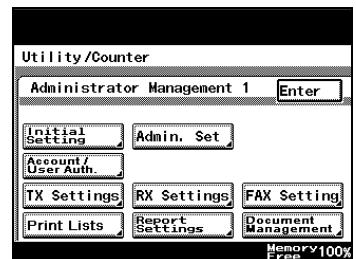 Utility/Counter
Administrator Management 1 Enter
Initial
Setting
Admin. Set
Account/
User Auth.
TX Settings RX Settings FAX Setting
Print Lists
Report
Settings
Document
Management
Memory 100%
Free